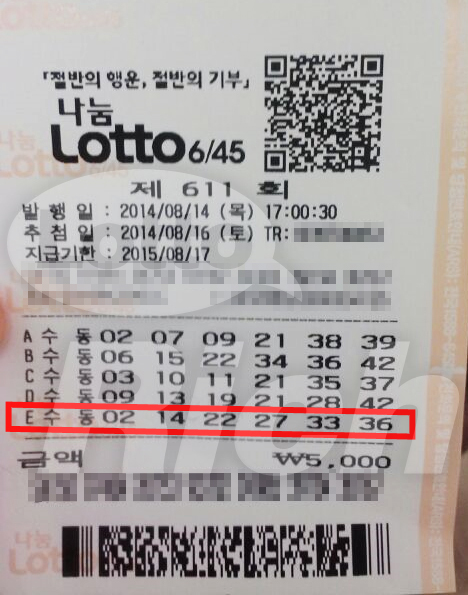 「절반의 행운, 절반의 기부」
나눔
Lotto 6/45
제 611 회
발 행 일 : 2014/08/14 (목) 17:00:30
추 첨 일 : 2014/08/16 (토) TR:
지급기한 : 2015/08/17
A 수 동 02 07 09 21 38 39
B 수 동 06 15 22 34 36 42
C 수 동 03 10 11 21 35 37
D 수 동 09 13 19 21 28 42
E 수 동 02 14 22 27 33 36
금액 ₩5,000
나눔
Lotto